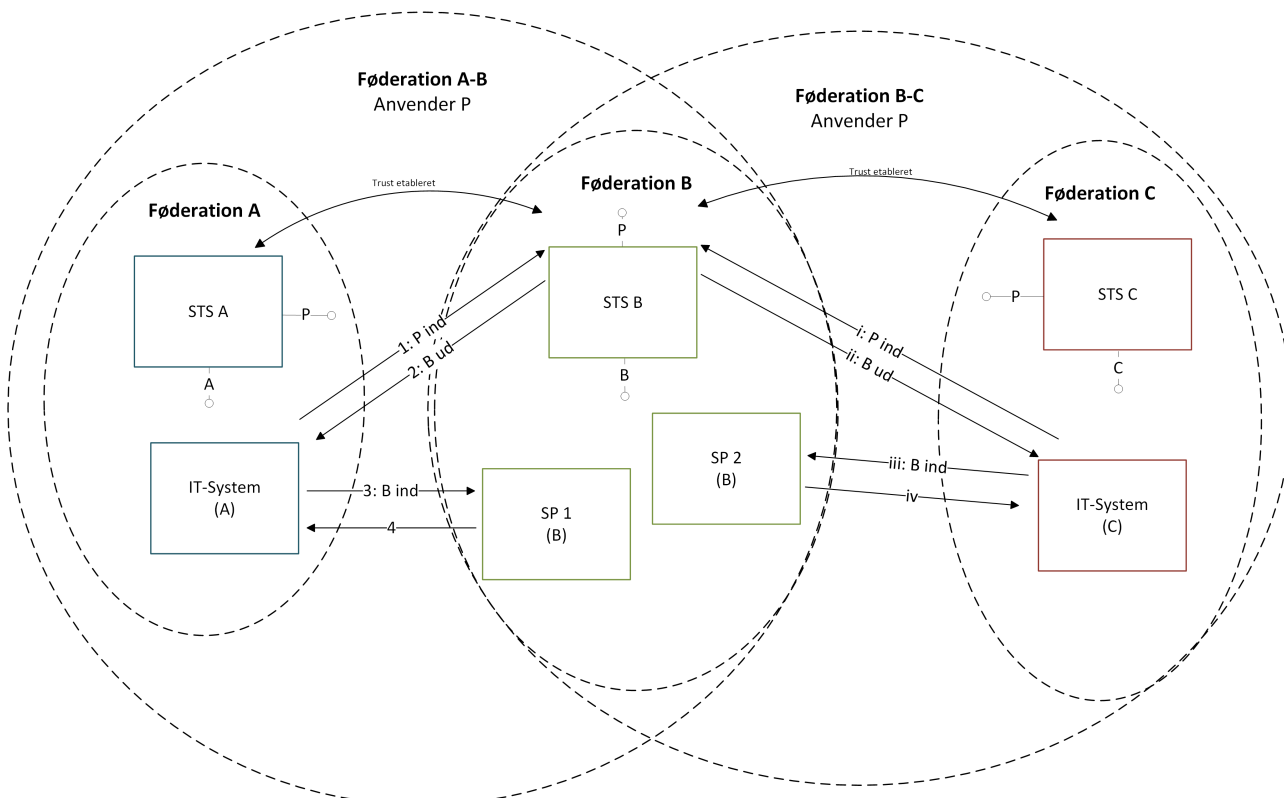 Føderation A-B
Anvender P
Føderation B-C
Anvender P
Trust etableret
Trust etableret
Føderation A
Føderation B
Føderation C
P
STS A
P
A
STS B
B
P
STS C
C
1: P ind
2: B ud
i: P ind
ii: B ud
IT-System
(A)
3: B ind
4
SP 1
(B)
SP 2
(B)
iii: B ind
iv
IT-System
(C)